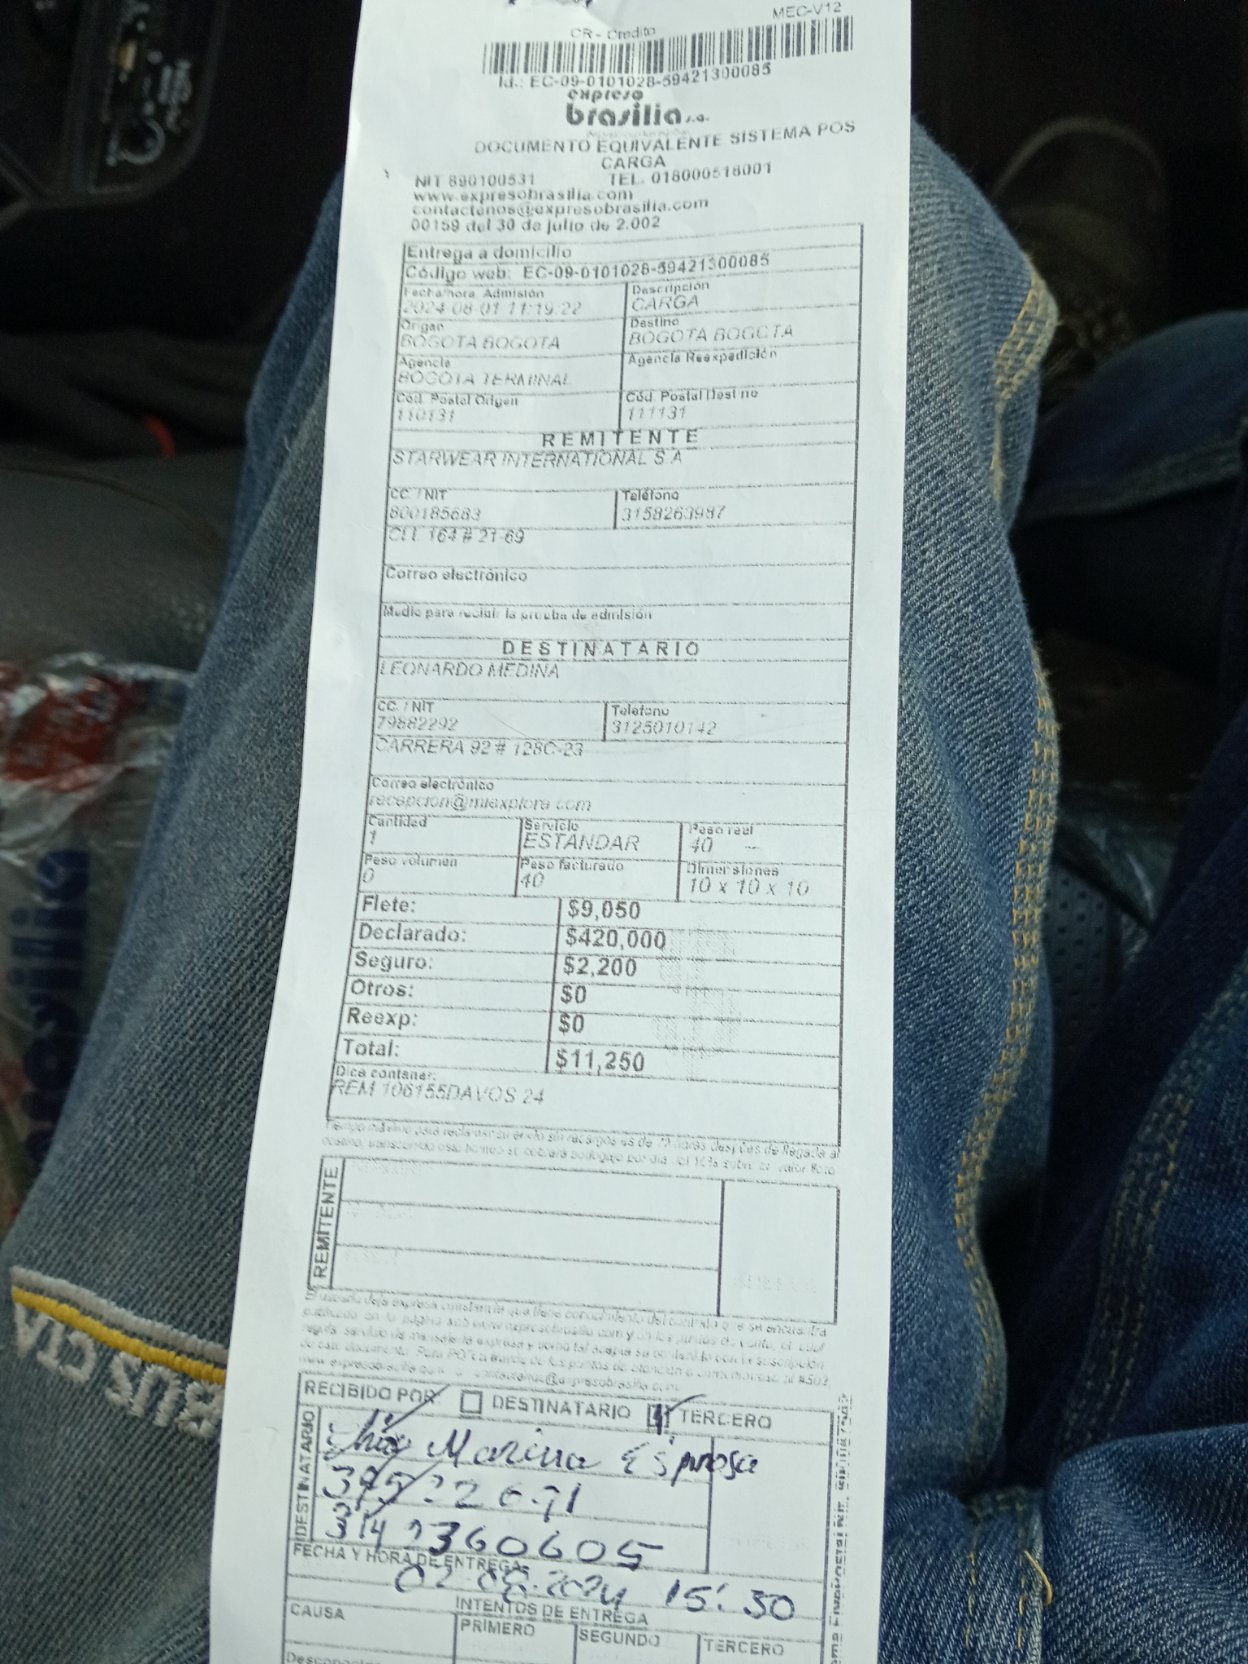 MEC-V12
CR - Credito
Id.: EC-09-0101028-59421300085
expreso
brasilia s.a.
DOCUMENTO EQUIVALENTE SISTEMA POS
CARGA
NIT 890100531 TEL. 018000518001
www.expresobrasilia.com
contactenos@expresobrasilia.com
00159 del 30 de julio de 2.002
Entrega a domicilio
Código web: EC-09-0101028-59421300085
Fecha/hora Admisión Descripción
2024-08-01 11:19:22 CARGA
Origen Destino
BOGOTA BOGOTA BOGOTA BOGOTA
Agencia Agencia Reexpedición
BOGOTA TERMINAL
Cód. Postal Origen Cód. Postal Destino
110131 111131
REMITENTE
STARWEAR INTERNATIONAL S A
CC. / NIT Teléfono
800185683 3158263987
CLL 164 # 21-69
Correo electrónico
Medio para recibir la prueba de admisión
DESTINATARIO
LEONARDO MEDINA
CC. / NIT Teléfono
79882292 3125010142
CARRERA 92 # 128C-23
Correo electrónico
recepcion@miexplora.com
Cantidad Servicio Peso real
1 ESTANDAR 40
Peso volumen Peso facturado Dimensiones
0 40 10 x 10 x 10
Flete: $9,050
Declarado: $420,000
Seguro: $2,200
Otros: $0
Reexp: $0
Total: $11,250
Dice contener:
REM 106155DAVOS 24
REMITENTE
RECIBIDO POR DESTINATARIO TERCERO
DESTINATARIO
Marina Espinosa
FECHA Y HORA DE ENTREGA
02-08-2024 15:30
INTENTOS DE ENTREGA
CAUSA PRIMERO SEGUNDO TERCERO
BUS CIA
brasilia